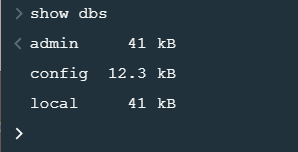 > show dbs
< admin     41 kB
config  12.3 kB
local     41 kB
>